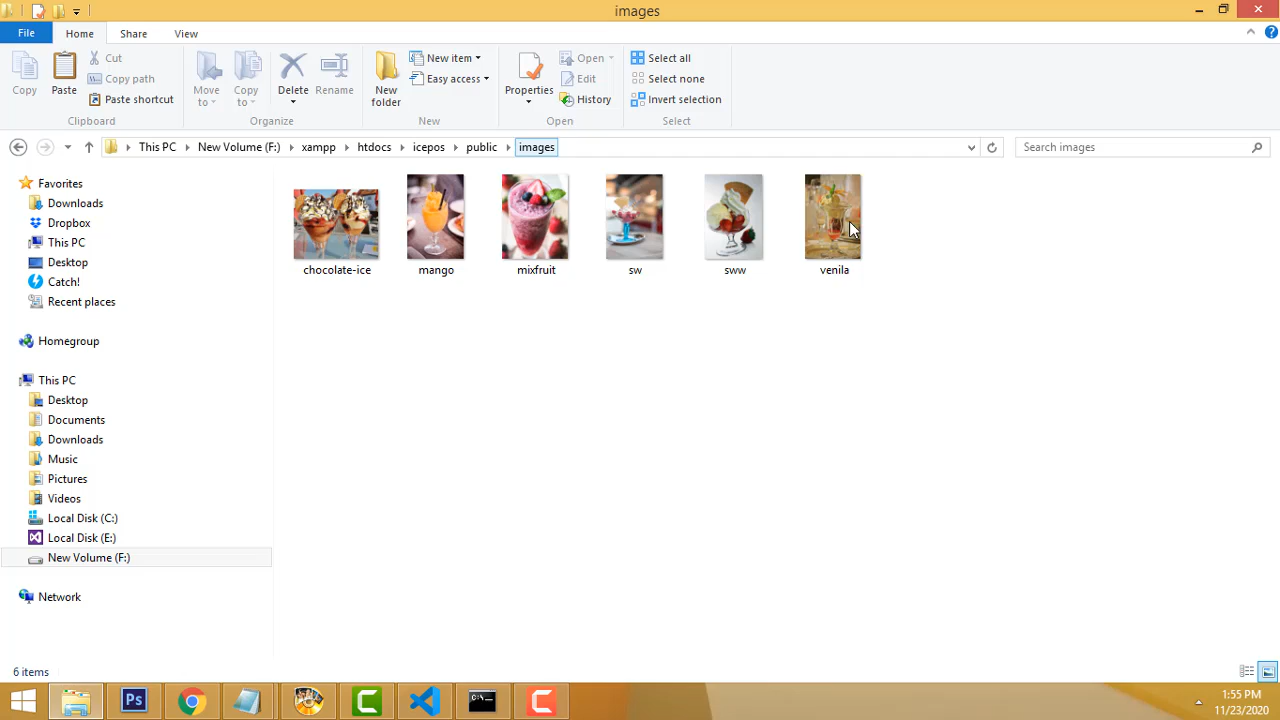 images
File
Home
Share
View
Copy
Paste
Cut
Copy path
Paste shortcut
Clipboard
Move to
Copy to
Delete
Rename
Organize
New folder
New item
Easy access
New
Properties
Open
Edit
History
Open
Select all
Select none
Invert selection
Select
This PC
New Volume (F:)
xampp
htdocs
icepos
public
images
Search images
Favorites
Downloads
Dropbox
This PC
Desktop
Catch!
Recent places
Homegroup
This PC
Desktop
Documents
Downloads
Music
Pictures
Videos
Local Disk (C:)
Local Disk (E:)
New Volume (F:)
Network
chocolate-ice
mango
mixfruit
sw
sww
venila
6 items
Ps
C:\_
1:55 PM
11/23/2020